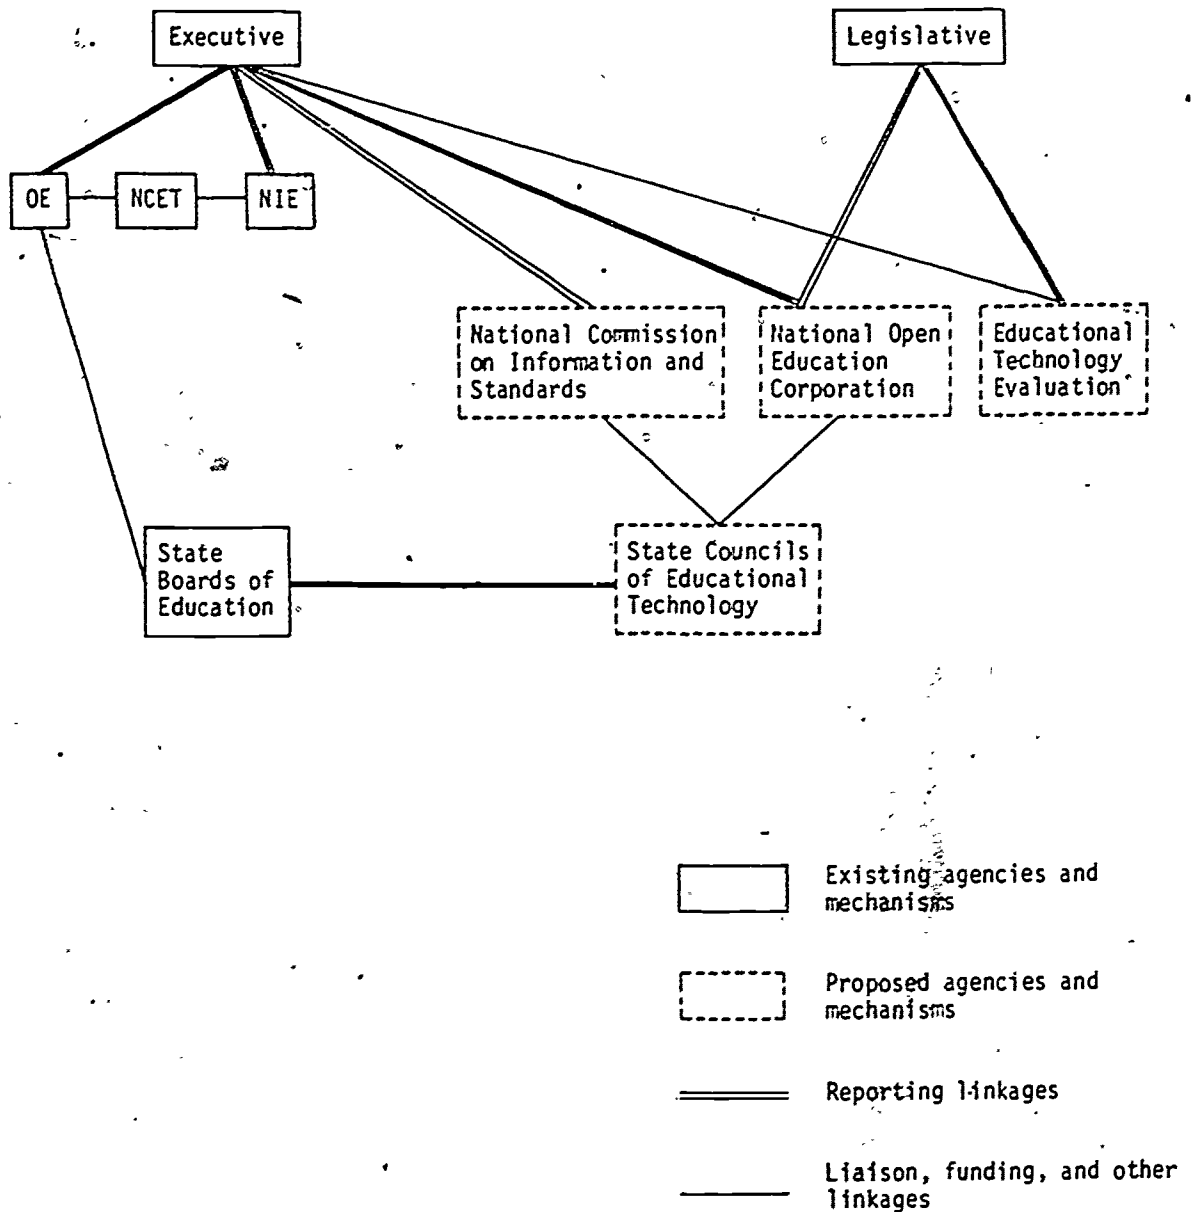 Executive
Legislative
OE
NCET
NIE
National Commission
on Information and
Standards
National Open
Education
Corporation
Educational
Technology
Evaluation
State
Boards of
Education
State Councils
of Educational
Technology
Existing agencies and
mechanisms
Proposed agencies and
mechanisms
Reporting linkages
Liaison, funding, and other
linkages